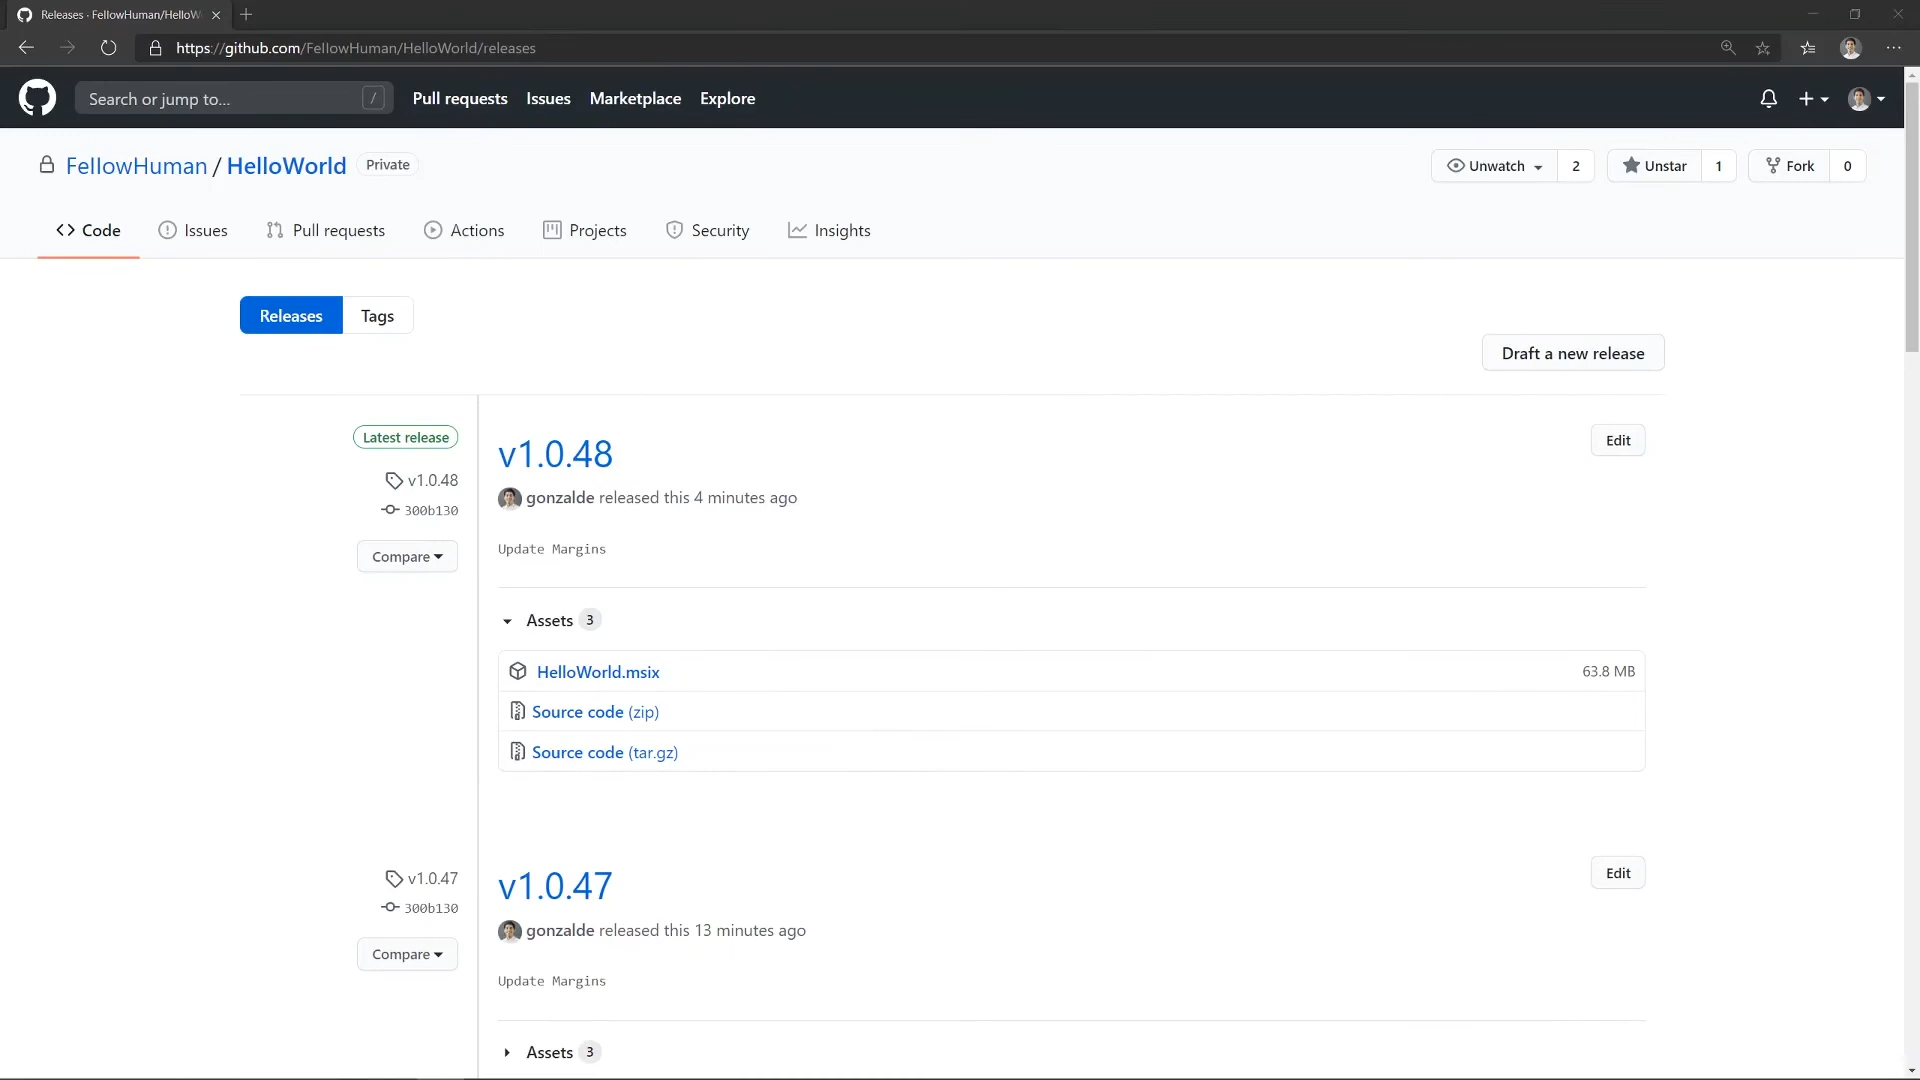 Releases · FellowHuman/HelloW
https://github.com/FellowHuman/HelloWorld/releases
Search or jump to... /
Pull requests Issues Marketplace Explore
FellowHuman / HelloWorld Private
Unwatch 2 Unstar 1 Fork 0
Code Issues Pull requests Actions Projects Security Insights
Releases Tags
Draft a new release
Latest release
v1.0.48
300b130
Compare
v1.0.48
Edit
gonzalde released this 4 minutes ago
Update Margins
Assets 3
HelloWorld.msix 63.8 MB
Source code (zip)
Source code (tar.gz)
v1.0.47
300b130
Compare
v1.0.47
Edit
gonzalde released this 13 minutes ago
Update Margins
Assets 3